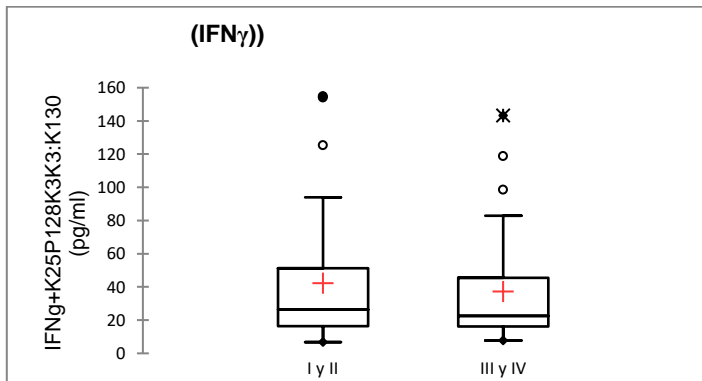 (IFNγ))
IFNg+K25P128K3K3:K130
(pg/ml)
160
140
120
100
80
60
40
20
0
I y II
III y IV